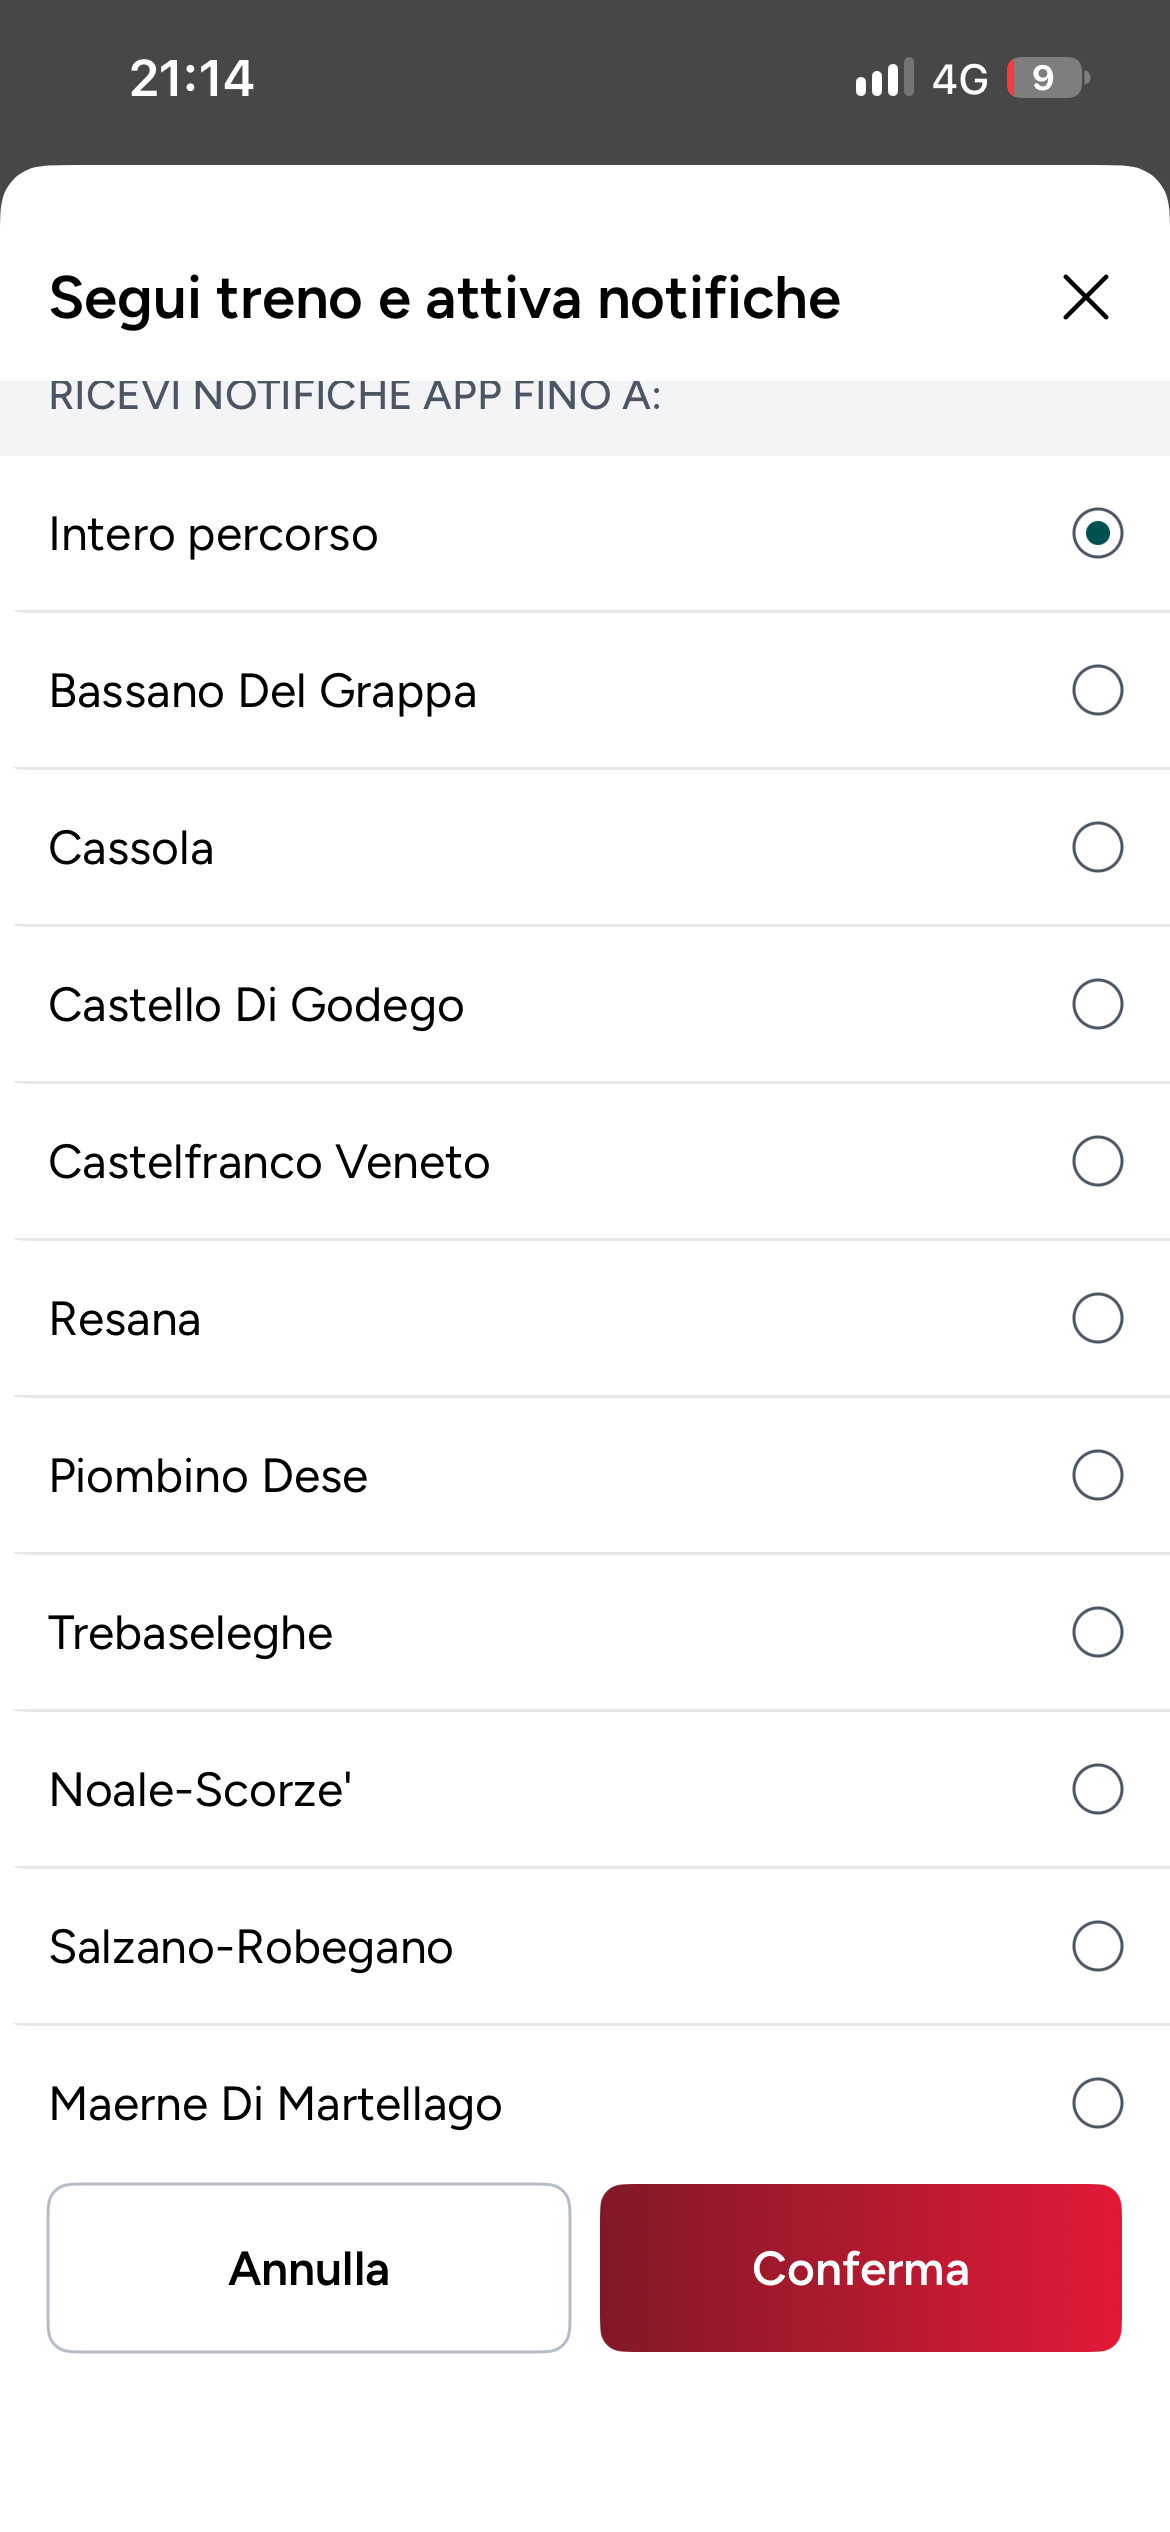 21:14
4G 9
Segui treno e attiva notifiche
RICEVI NOTIFICHE APP FINO A:
Intero percorso
Bassano Del Grappa
Cassola
Castello Di Godego
Castelfranco Veneto
Resana
Piombino Dese
Trebaseleghe
Noale-Scorze'
Salzano-Robegano
Maerne Di Martellago
Annulla
Conferma